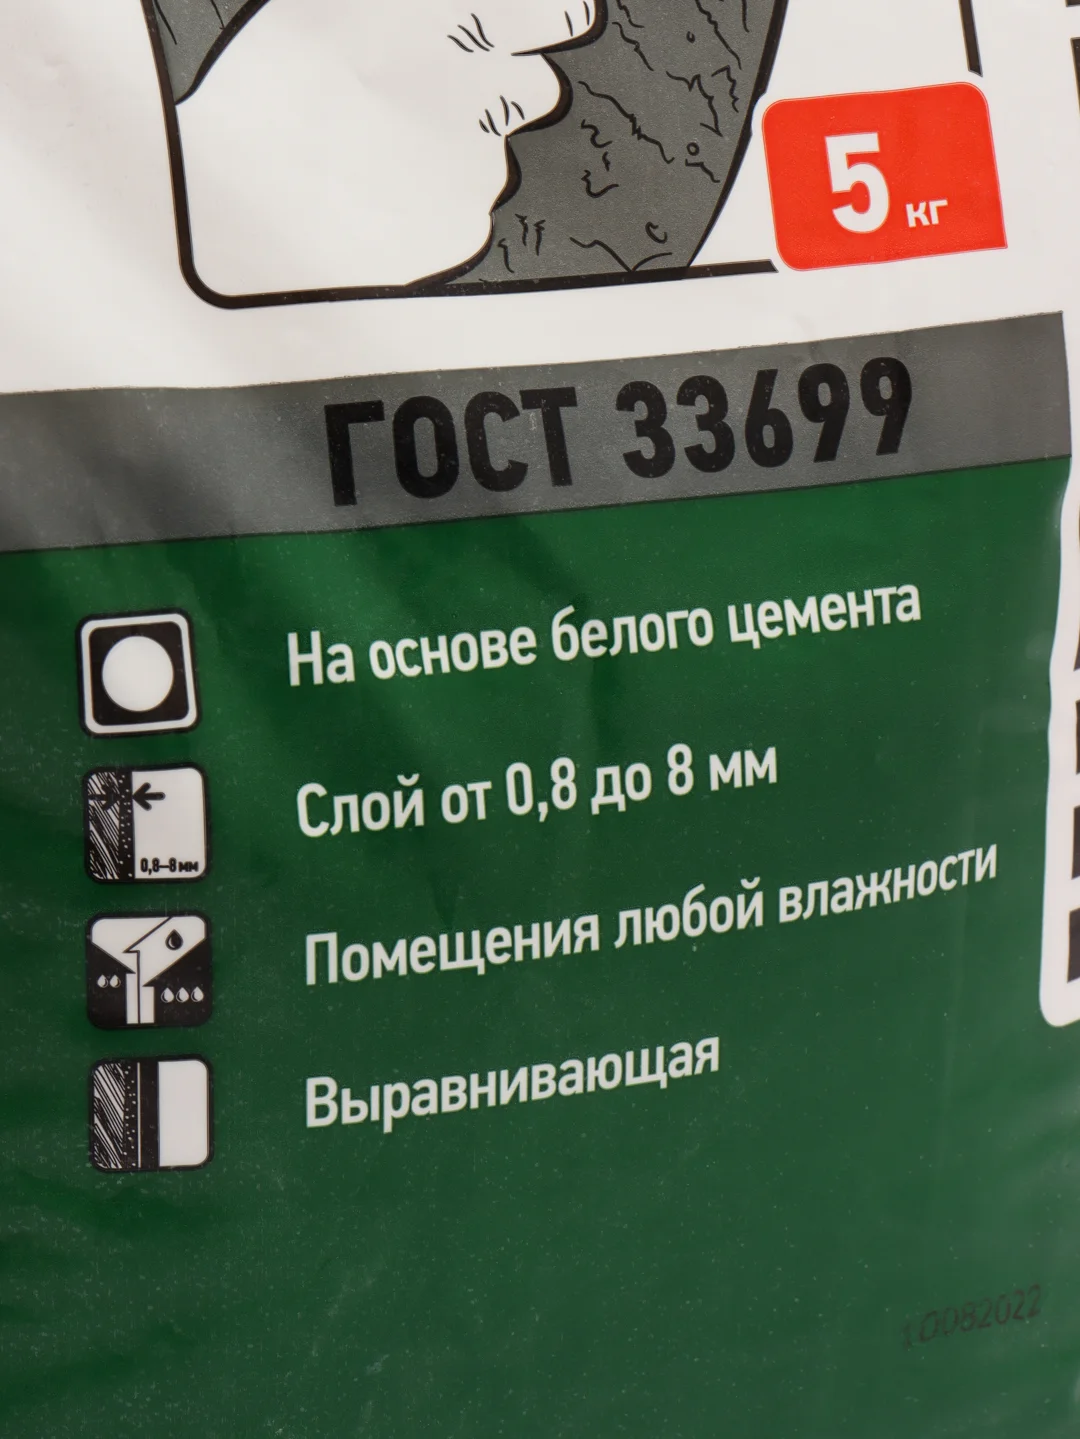 5 кг
ГОСТ 33699
На основе белого цемента
Слой от 0,8 до 8 мм
0,8–8 мм
Помещения любой влажности
Выравнивающая